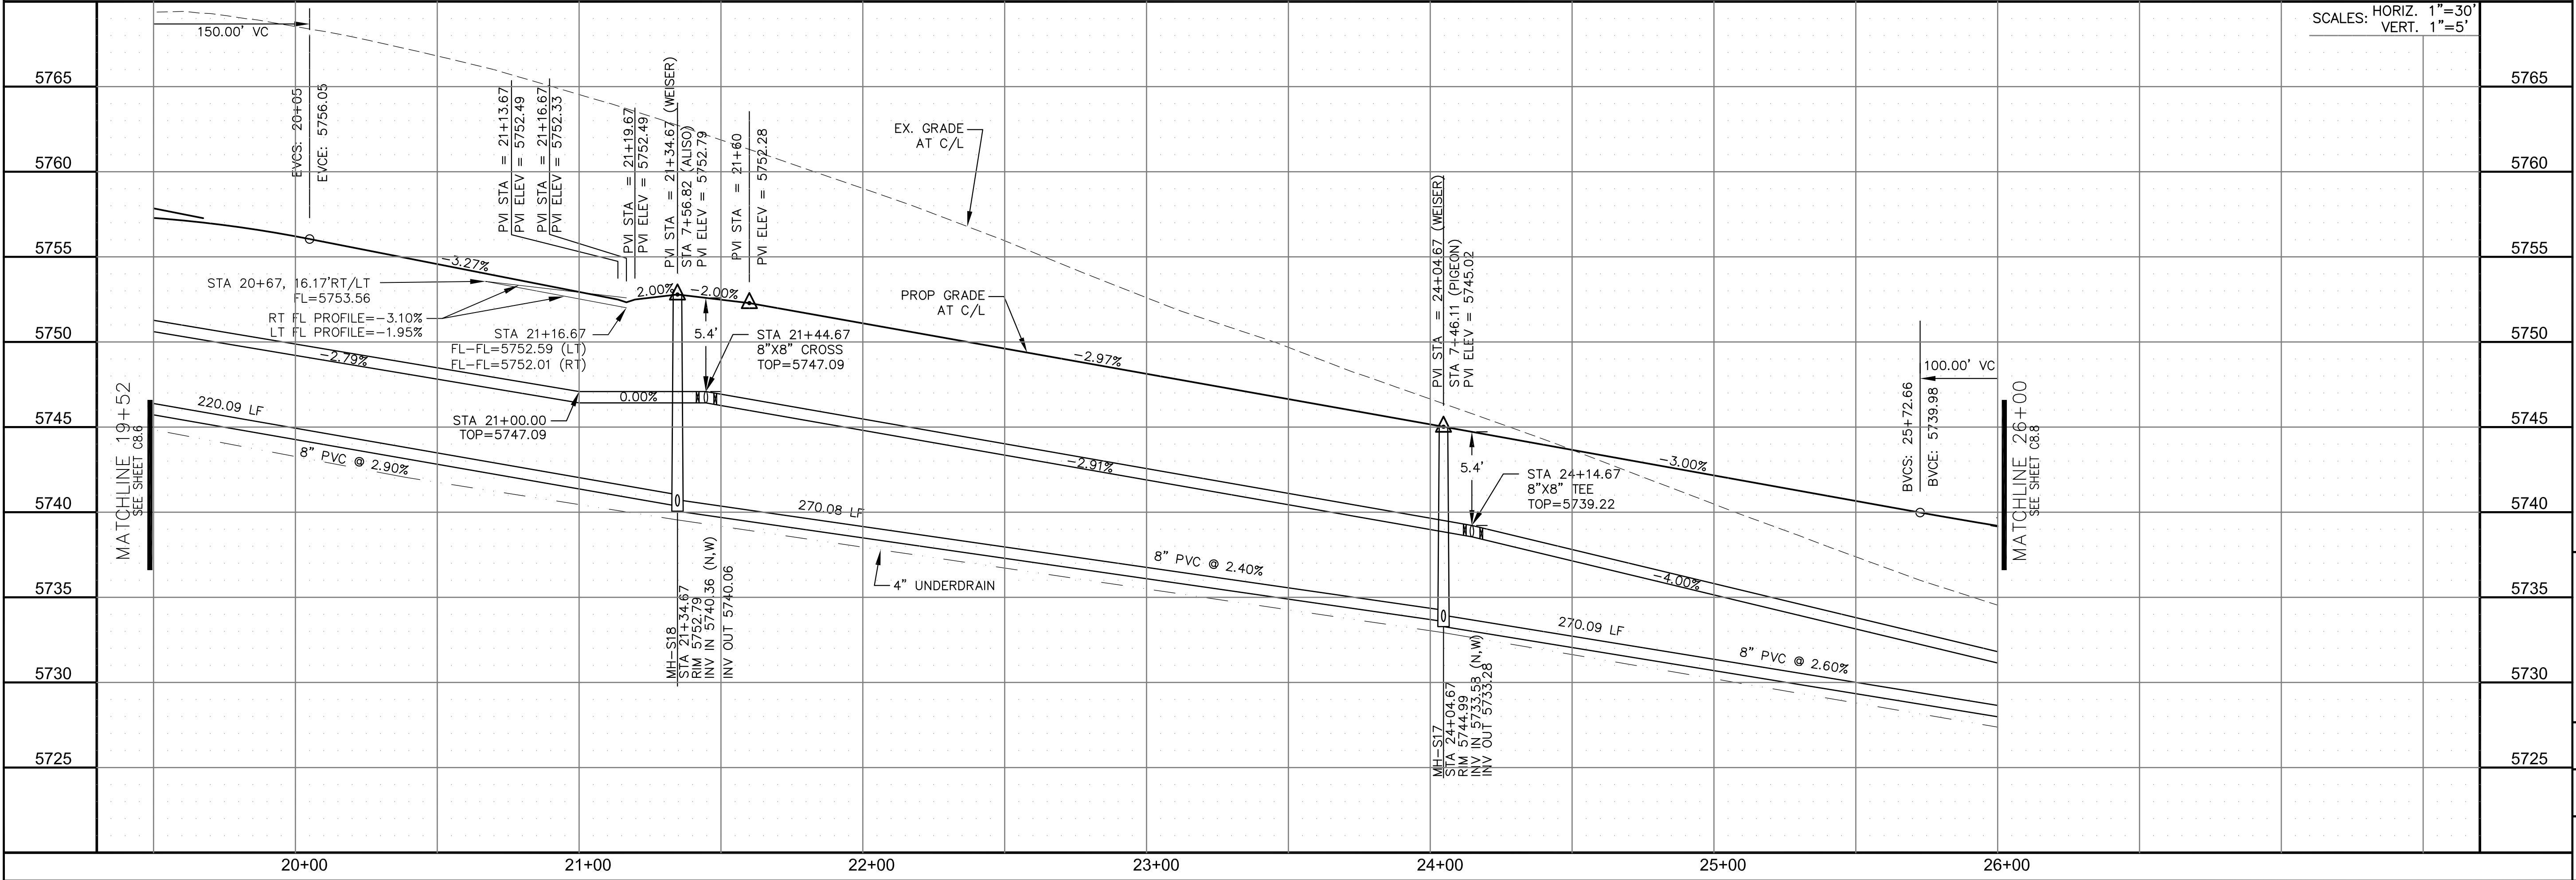 SCALES: HORIZ. 1"=30'
VERT. 1"=5'
150.00' VC
EVCS: 20+05
EVCE: 5756.05
PVI STA = 21+13.67
PVI ELEV = 5752.49
PVI STA = 21+16.67
PVI ELEV = 5752.33
PVI STA = 21+19.67
PVI ELEV = 5752.49
PVI STA = 21+34.67 (WEISER)
STA 7+56.82 (ALISO)
PVI ELEV = 5752.79
PVI STA = 21+60
PVI ELEV = 5752.28
EX. GRADE
AT C/L
PVI STA = 24+04.67 (WEISER)
STA 7+46.11 (PIGEON)
PVI ELEV = 5745.02
5765
5760
5755
5750
5745
5740
5735
5730
5725
5765
5760
5755
5750
5745
5740
5735
5730
5725
-3.27%
STA 20+67, 16.17'RT/LT
FL=5753.56
RT FL PROFILE=-3.10%
LT FL PROFILE=-1.95%
2.00%
-2.00%
PROP GRADE
AT C/L
STA 21+16.67
FL-FL=5752.59 (LT)
FL-FL=5752.01 (RT)
5.4'
STA 21+44.67
8"X8" CROSS
TOP=5747.09
-2.79%
-2.97%
0.00%
STA 21+00.00
TOP=5747.09
220.09 LF
8" PVC @ 2.90%
MATCHLINE 19+52
SEE SHEET C8.6
-2.91%
5.4'
STA 24+14.67
8"X8" TEE
TOP=5739.22
-3.00%
BVCS: 25+72.66
BVCE: 5739.98
100.00' VC
MATCHLINE 26+00
SEE SHEET C8.8
270.08 LF
8" PVC @ 2.40%
4" UNDERDRAIN
-4.00%
270.09 LF
8" PVC @ 2.60%
MH-S18
STA 21+34.67
RIM 5752.79
INV IN 5740.36 (N,W)
INV OUT 5740.06
MH-S17
STA 24+04.67
RIM 5744.99
INV IN 5733.58 (N,W)
INV OUT 5733.28
20+00
21+00
22+00
23+00
24+00
25+00
26+00